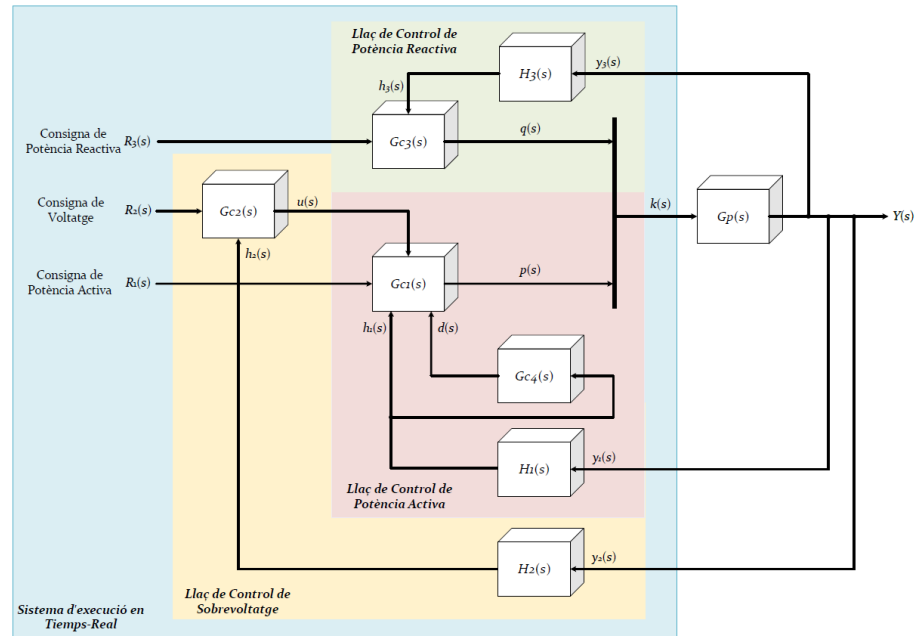 Llaç de Control de
Potència Reactiva
H3(s)
y3(s)
h3(s)
Consigna de
Potència Reactiva
R3(s)
Gc3(s)
q(s)
Consigna de
Voltatge
R2(s)
Gc2(s)
u(s)
k(s)
Gp(s)
Y(s)
h2(s)
Consigna de
Potència Activa
R1(s)
Gc1(s)
p(s)
h1(s)
d(s)
Gc4(s)
H1(s)
y1(s)
Llaç de Control de
Potència Activa
H2(s)
y2(s)
Llaç de Control de
Sobrevoltatge
Sistema d'execució en
Tiemps-Real